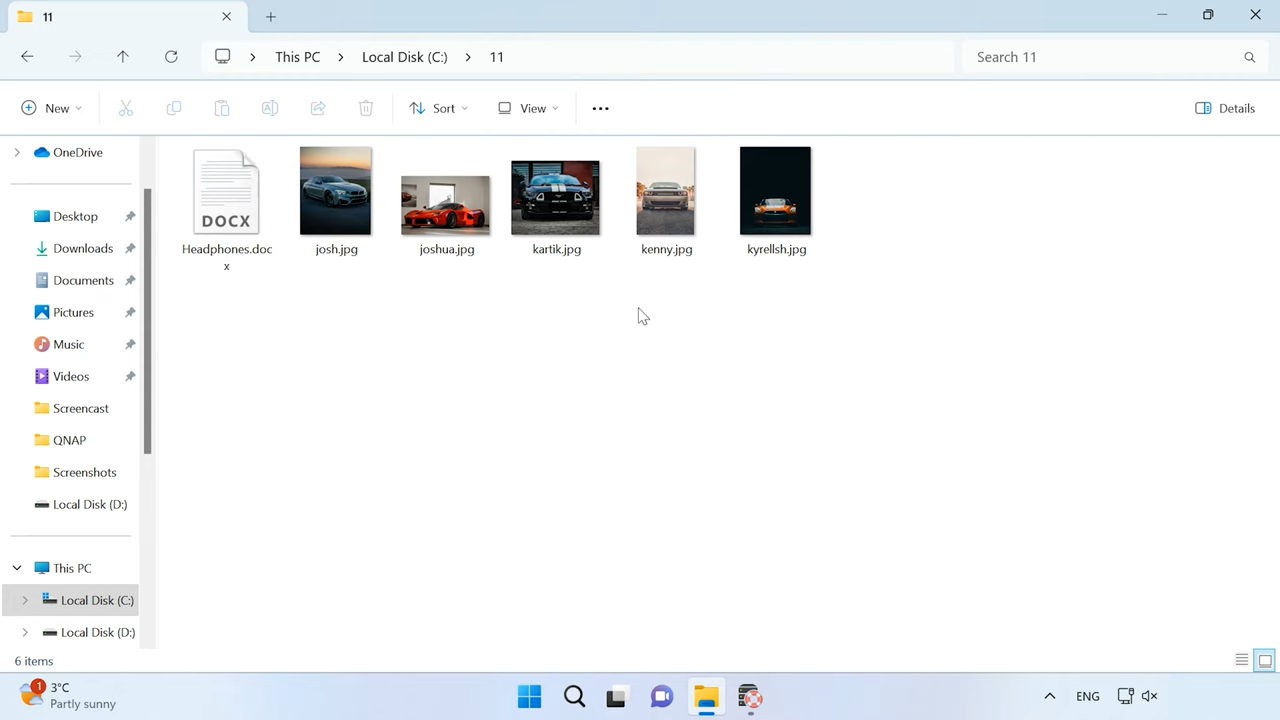 11
This PC
Local Disk (C:)
11
Search 11
New
Sort
View
Details
OneDrive
Desktop
Downloads
Documents
Pictures
Music
Videos
Screencast
QNAP
Screenshots
Local Disk (D:)
This PC
Local Disk (C:)
Local Disk (D:)
DOCX
Headphones.doc
x
josh.jpg
joshua.jpg
kartik.jpg
kenny.jpg
kyrellsh.jpg
6 items
1
3°C
Partly sunny
ENG